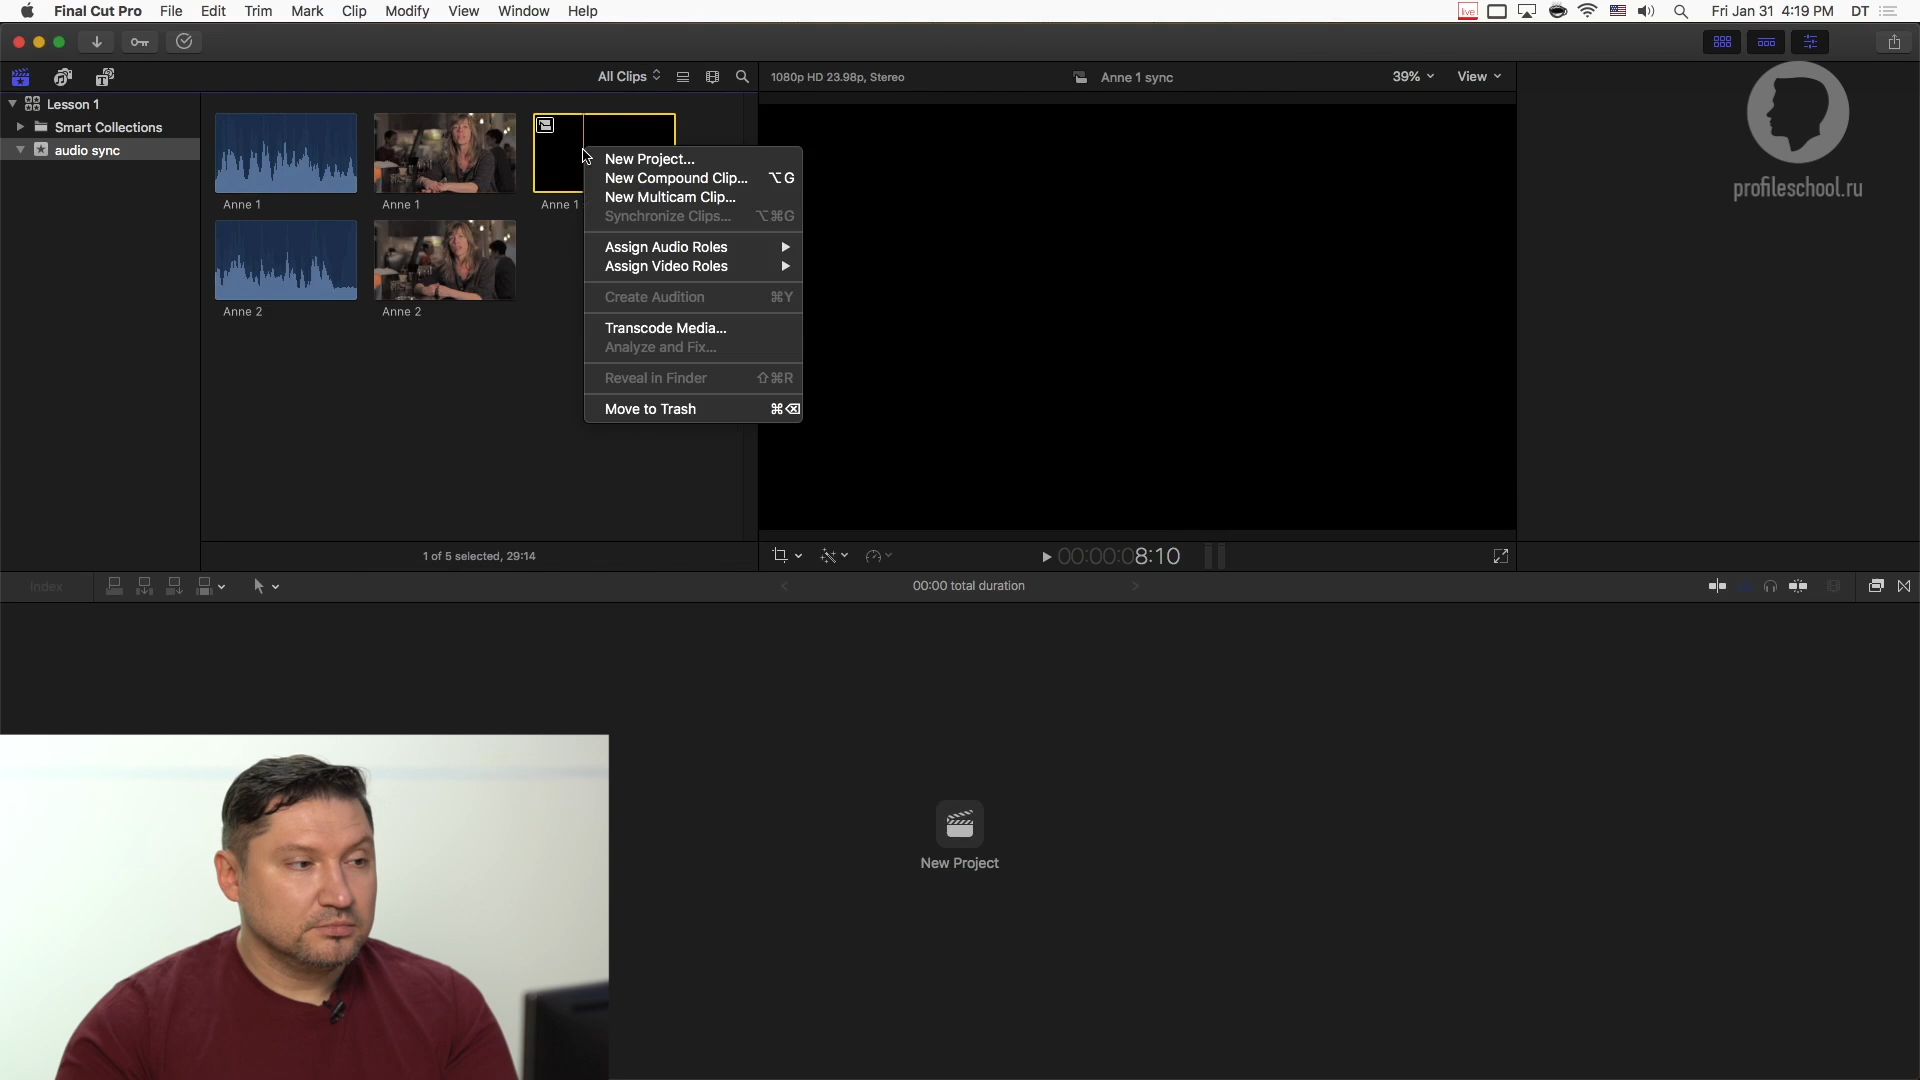 Final Cut Pro File Edit Trim Mark Clip Modify View Window Help
live Fri Jan 31 4:19 PM DT
All Clips
1080p HD 23.98p, Stereo
Anne 1 sync
39%
View
Lesson 1
Smart Collections
audio sync
Anne 1
Anne 1
Anne 1
Anne 2
Anne 2
New Project...
New Compound Clip... ⌥G
New Multicam Clip...
Synchronize Clips... ⌥⌘G
Assign Audio Roles
Assign Video Roles
Create Audition ⌘Y
Transcode Media...
Analyze and Fix...
Reveal in Finder ⇧⌘R
Move to Trash ⌘⌫
profileschool.ru
1 of 5 selected, 29:14
00:00:08:10
Index
00:00 total duration
New Project